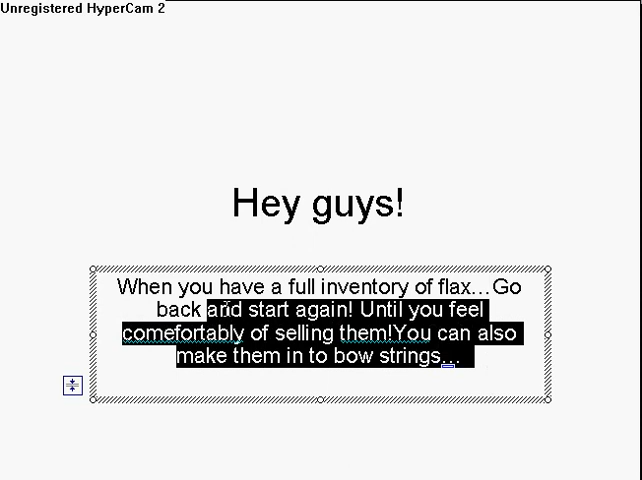 Unregistered HyperCam 2
Hey guys!
When you have a full inventory of flax...Go
back and start again! Until you feel
comefortably of selling them!You can also
make them in to bow strings...